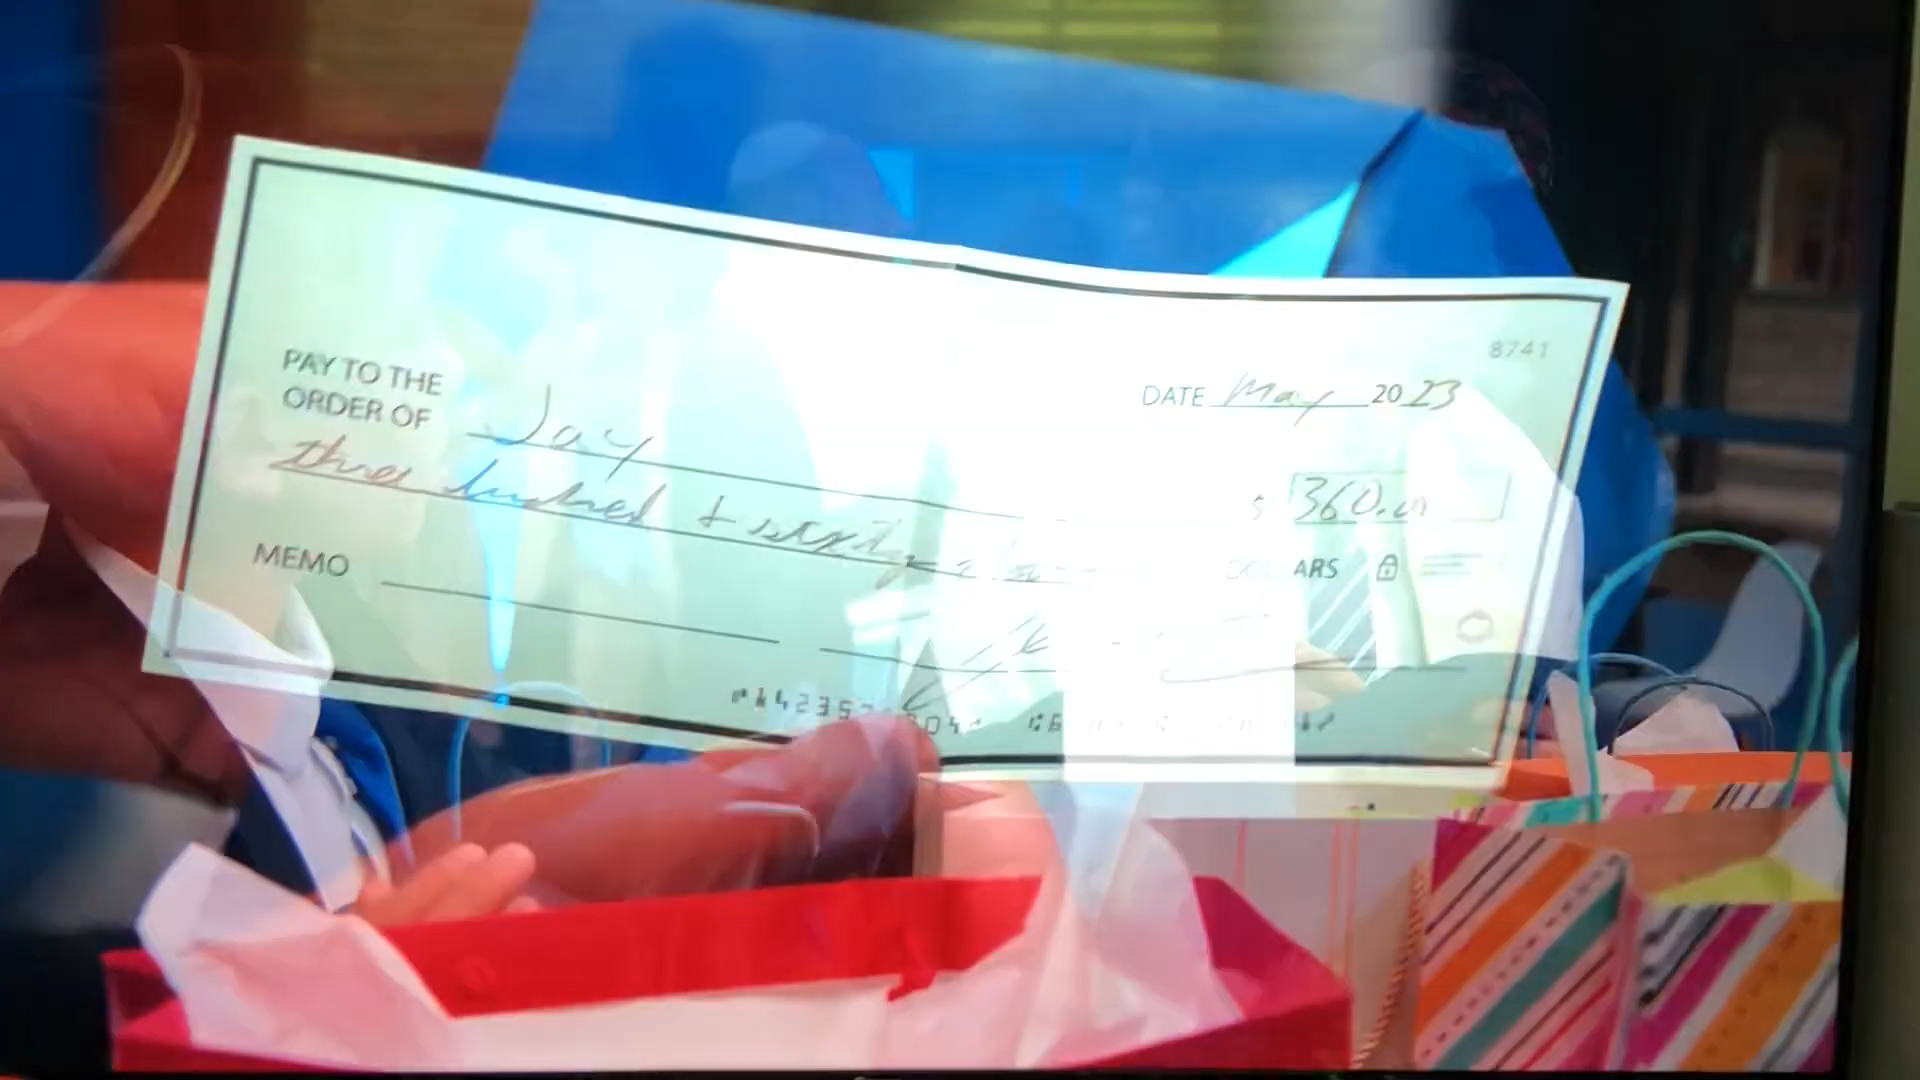 8741
DATE May 2023
PAY TO THE
ORDER OF Jay
$ 360.00
three hundred + sixty
DOLLARS
MEMO